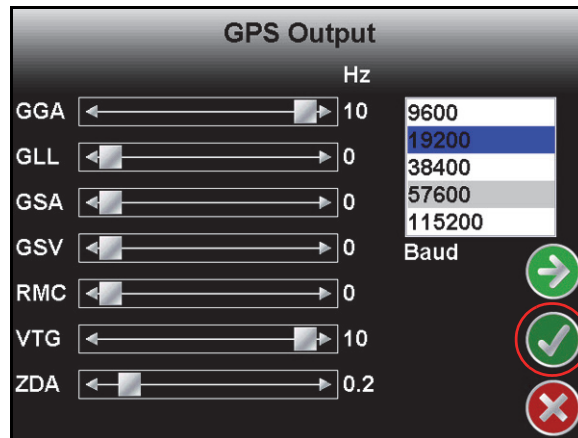 GPS Output
Hz
GGA 10
GLL 0
GSA 0
GSV 0
RMC 0
VTG 10
ZDA 0.2
9600
19200
38400
57600
115200
Baud